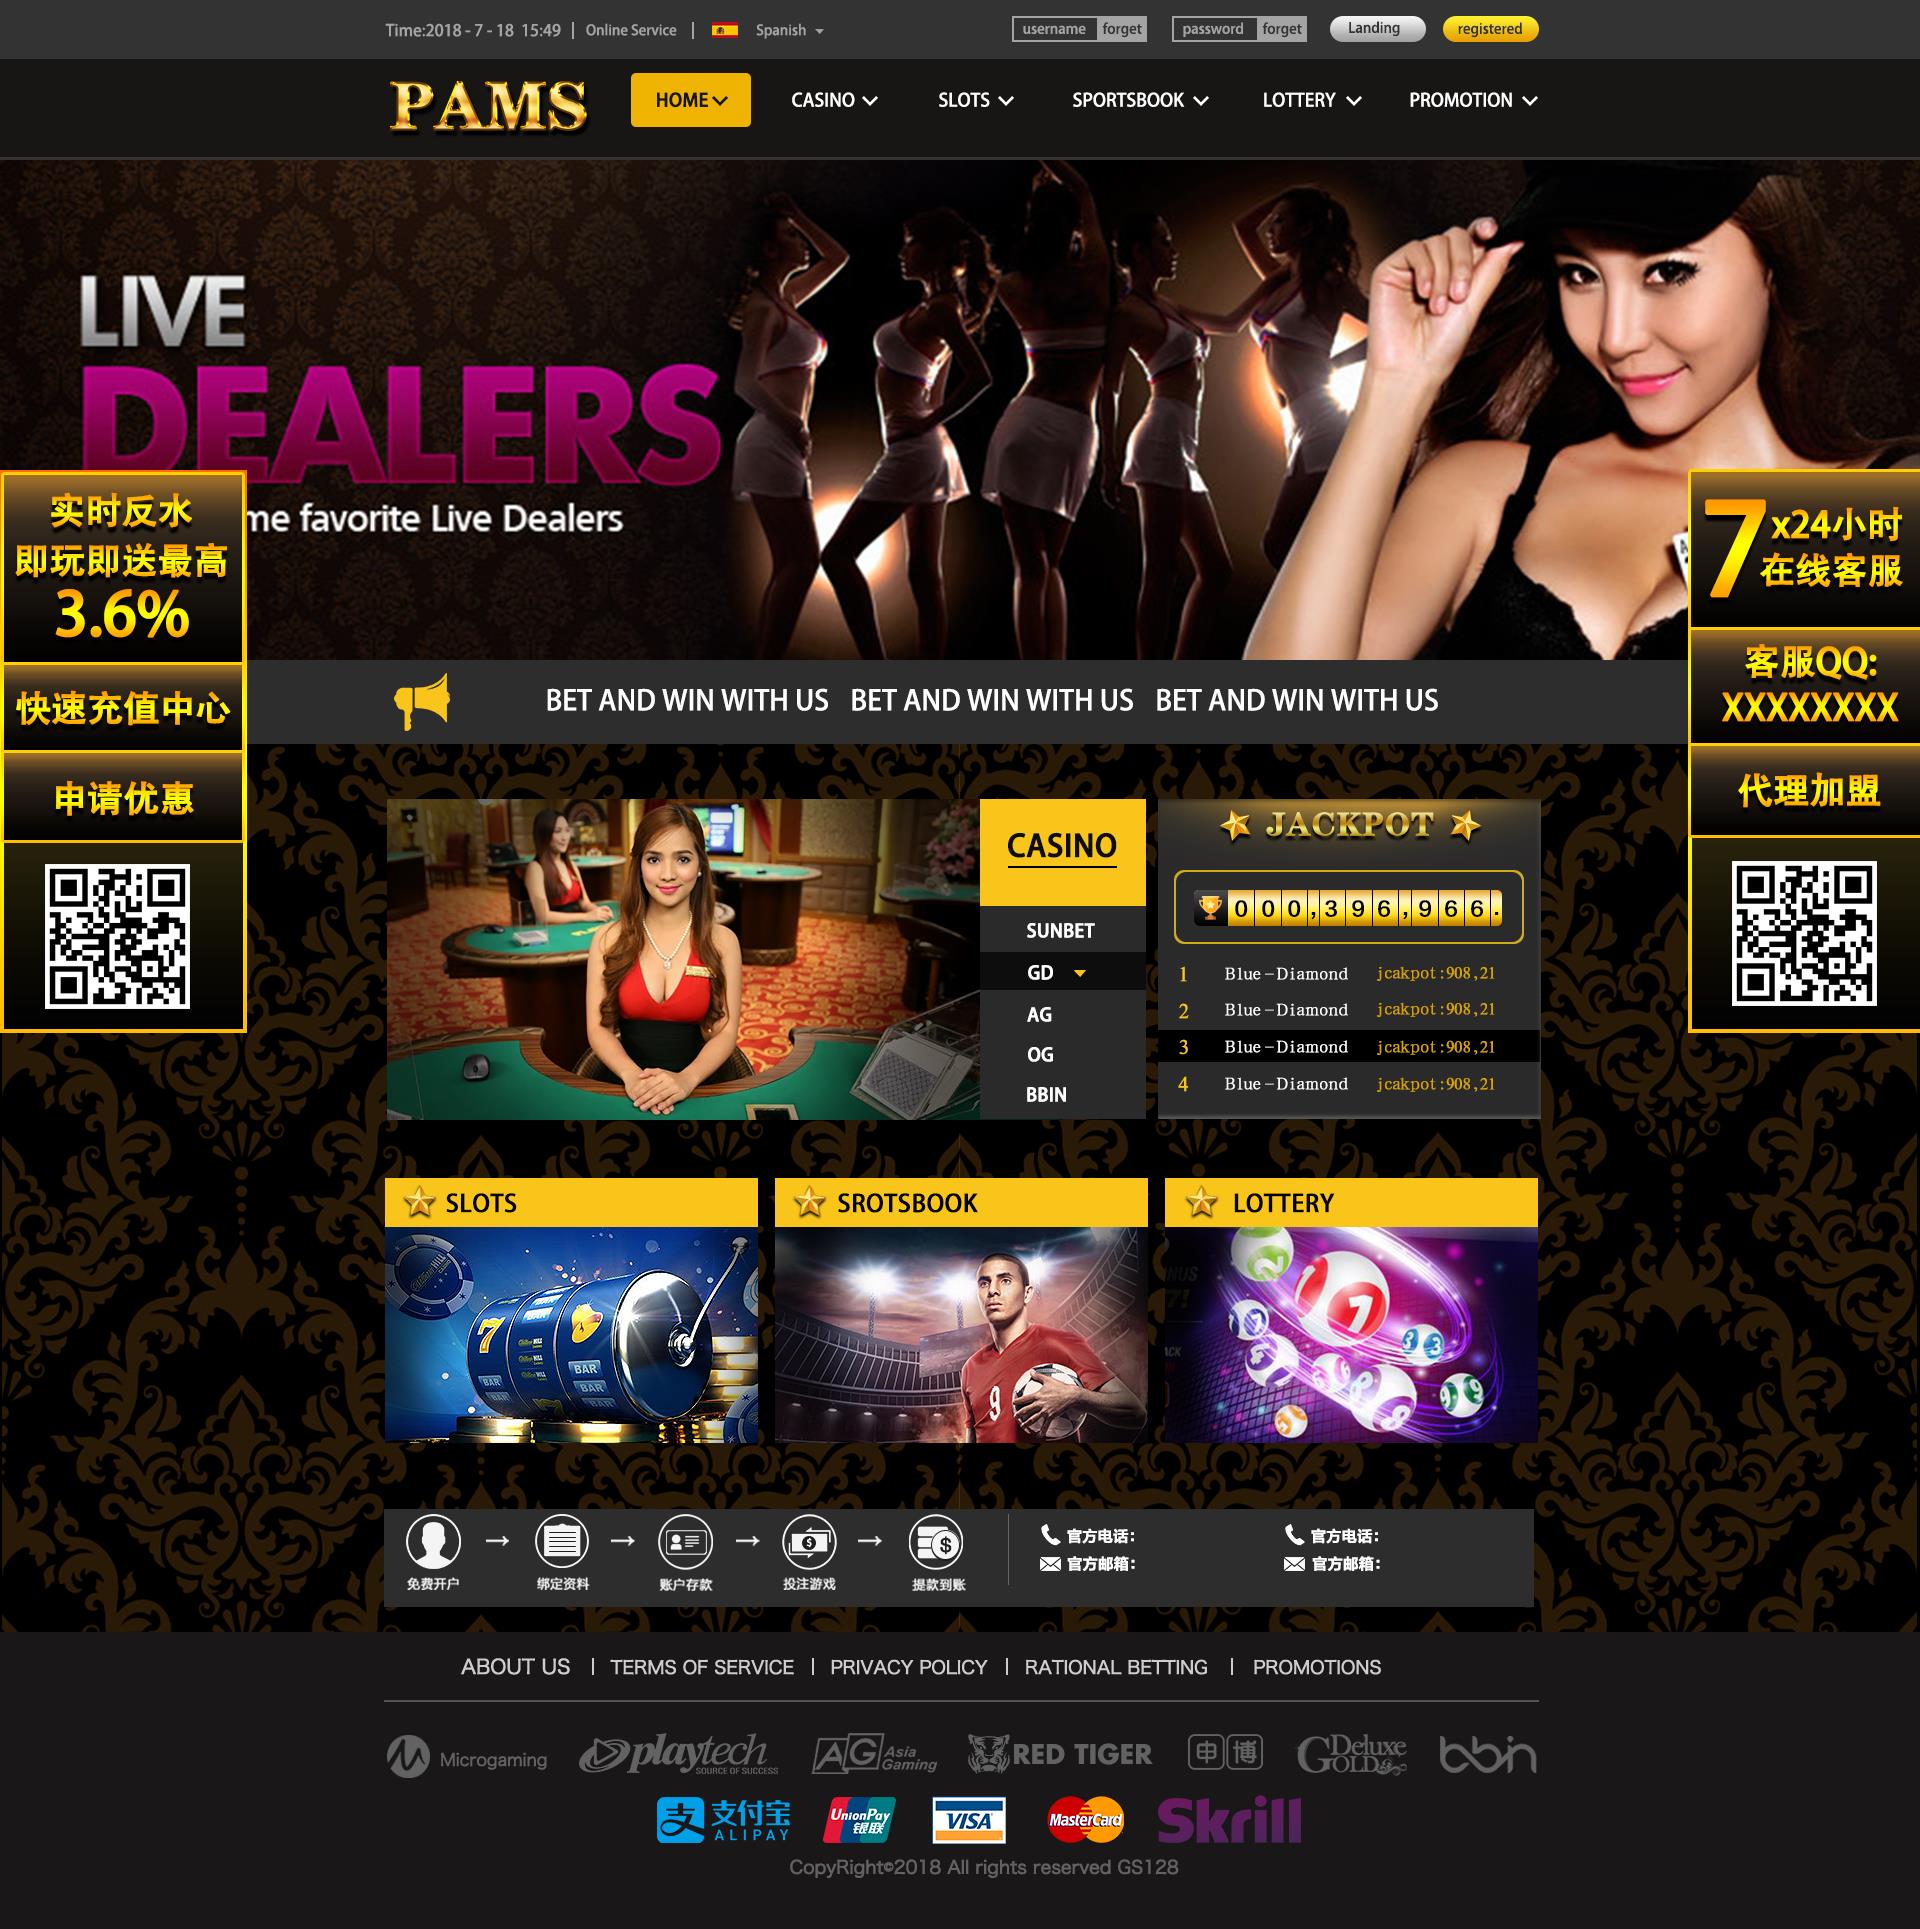 Time:2018 - 7 - 18 15:49
Online Service
Spanish
username forget
password forget
Landing
registered
PAMS
HOME
CASINO
SLOTS
SPORTSBOOK
LOTTERY
PROMOTION
LIVE
DEALERS
me favorite Live Dealers
实时反水
即玩即送最高
3.6%
快速充值中心
申请优惠
7x24小时
在线客服
客服QQ:
XXXXXXXX
代理加盟
BET AND WIN WITH US BET AND WIN WITH US BET AND WIN WITH US
CASINO
SUNBET
GD
AG
OG
BBIN
JACKPOT
000,396,966.
1 Blue-Diamond jcakpot:908,21
2 Blue-Diamond jcakpot:908,21
3 Blue-Diamond jcakpot:908,21
4 Blue-Diamond jcakpot:908,21
SLOTS
SROTSBOOK
LOTTERY
7
BAR
BAR
BAR
BAR
9
免费开户
绑定资料
账户存款
投注游戏
提款到账
官方电话:
官方邮箱:
官方电话:
官方邮箱:
ABOUT US | TERMS OF SERVICE | PRIVACY POLICY | RATIONAL BETTING | PROMOTIONS
Microgaming
playtech
SOURCE OF SUCCESS
AG Asia Gaming
RED TIGER
申博
Gold Deluxe
bbin
支付宝
ALIPAY
UnionPay
银联
VISA
MasterCard
Skrill
CopyRight©2018 All rights reserved GS128